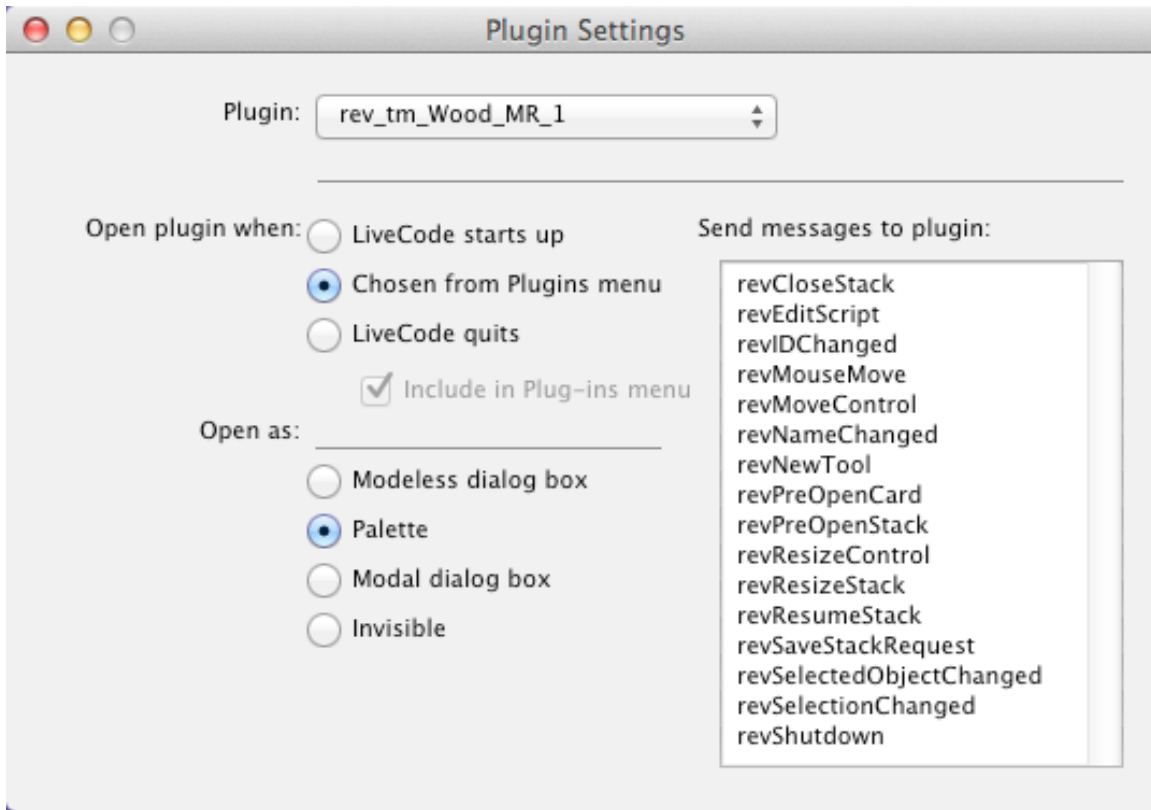 Plugin Settings
Plugin:
rev_tm_Wood_MR_1
Open plugin when:
LiveCode starts up
Chosen from Plugins menu
LiveCode quits
Include in Plug-ins menu
Open as:
Modeless dialog box
Palette
Modal dialog box
Invisible
Send messages to plugin:
revCloseStack
revEditScript
revIDChanged
revMouseMove
revMoveControl
revNameChanged
revNewTool
revPreOpenCard
revPreOpenStack
revResizeControl
revResizeStack
revResumeStack
revSaveStackRequest
revSelectedObjectChanged
revSelectionChanged
revShutdown